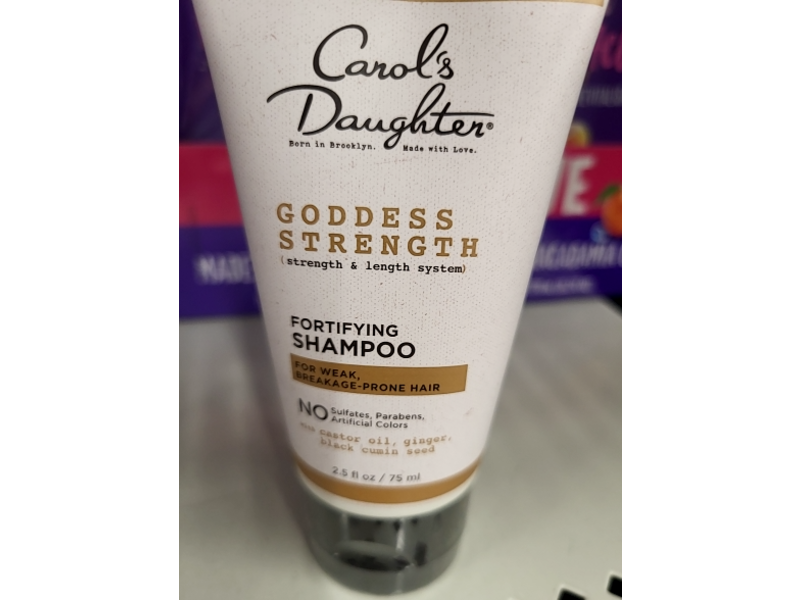 Carol's
Daughter®
Born in Brooklyn. Made with Love.
GODDESS
STRENGTH
(strength & length system)
FORTIFYING
SHAMPOO
FOR WEAK,
BREAKAGE-PRONE HAIR
NO Sulfates, Parabens,
Artificial Colors
castor oil, ginger,
black cumin seed
2.5 fl oz / 75 ml
MADE